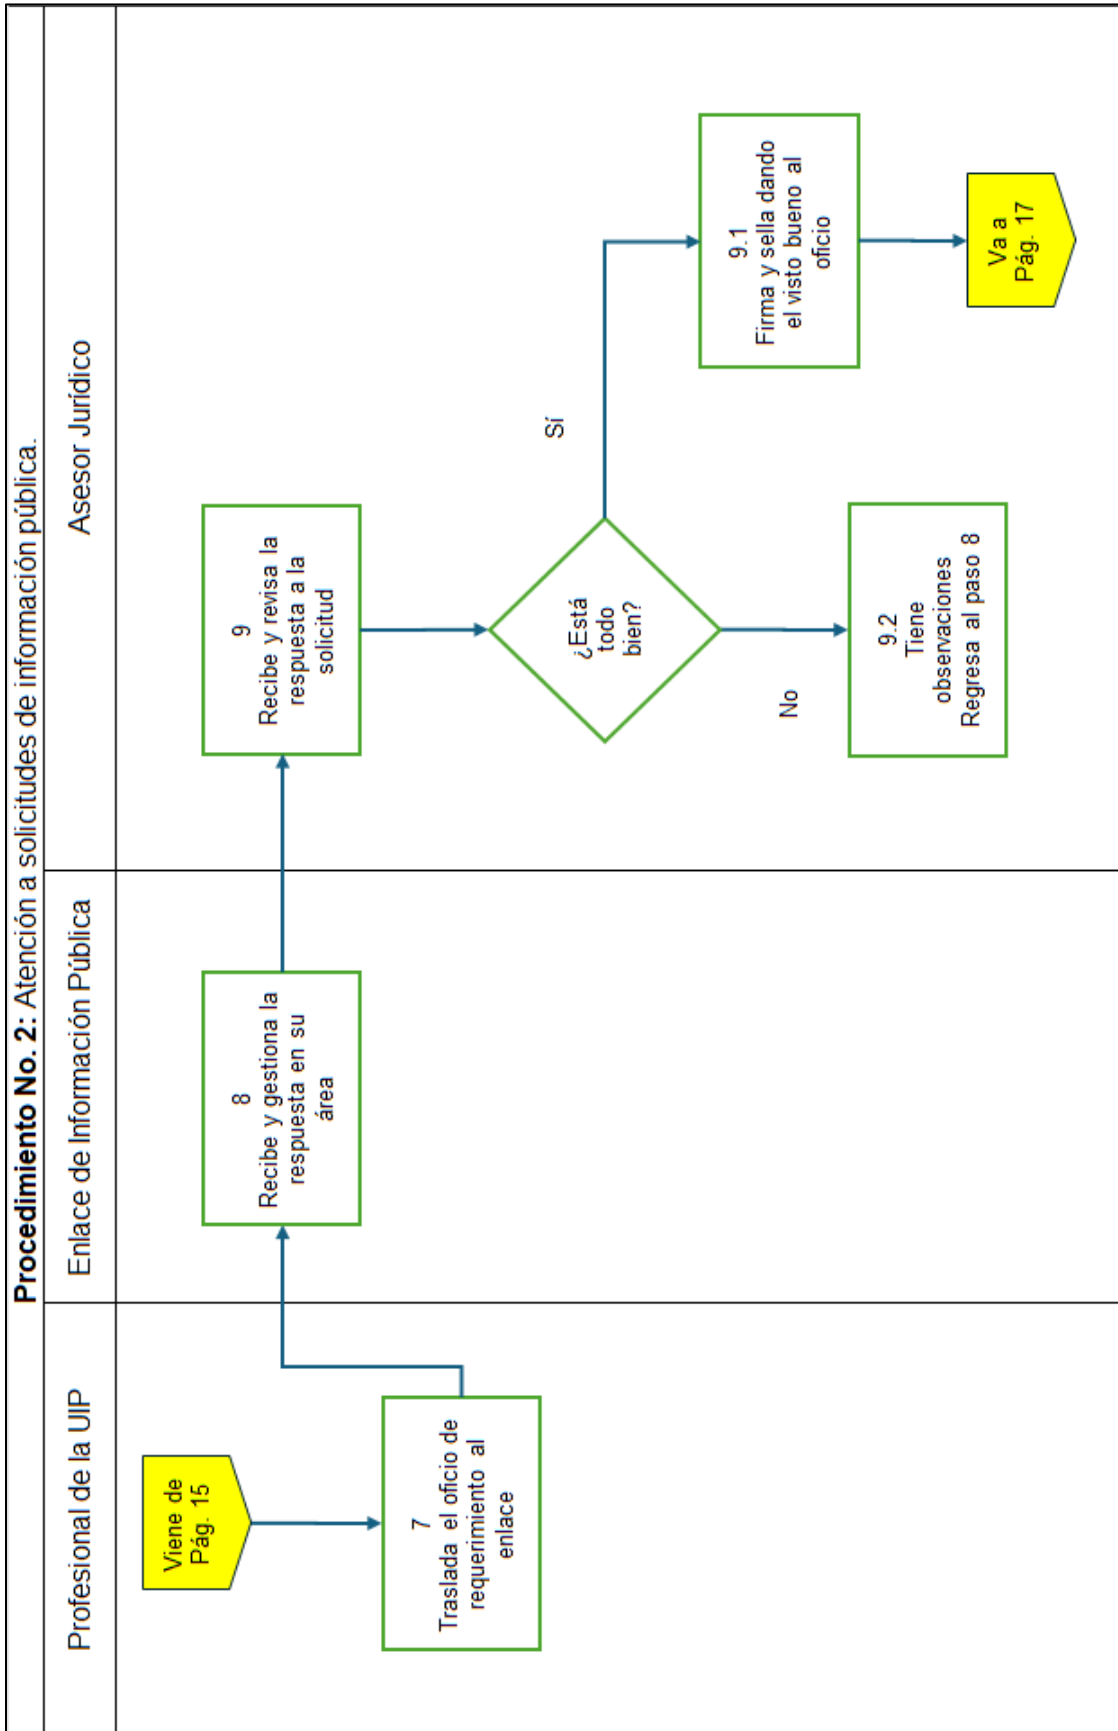 Procedimiento No. 2: Atención a solicitudes de información pública.
Profesional de la UIP
Enlace de Información Pública
Asesor Jurídico
Viene de
Pág. 15
7
Traslada el oficio de
requerimiento al
enlace
8
Recibe y gestiona la
respuesta en su
área
9
Recibe y revisa la
respuesta a la
solicitud
¿Está
todo
bien?
Sí
No
9.1
Firma y sella dando
el visto bueno al
oficio
9.2
Tiene
observaciones
Regresa al paso 8
Va a
Pág. 17